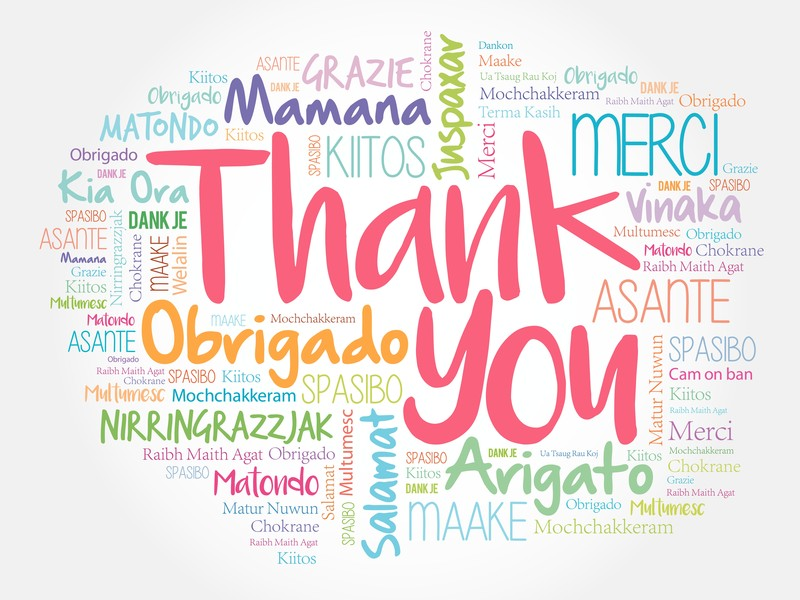 Thank
you
Dankon
Maake
Ua Tsaug Rau Koj
Mochchakkeram
Terma Kasih
Obrigado
DANK JE
Raibh Maith Agat
Obrigado
Chokrane
Juspaxar
Merci
ASANTE
GRAZIE
Kiitos
DANK JE
Obrigado
Mamana
MATONDO
Kiitos
SPASIBO
KIITOS
MERCI
Grazie
Obrigado
DANK JE
Kia Ora
DANK JE
SPASIBO
Vinaka
SPASIBO
DANK JE
ASANTE
Mamana
Grazie
Kiitos
Multumesc
Nirringrazzjak
Chokrane
MAAKE
Welalin
Multumesc
Obrigado
Matondo
Chokrane
Raibh Maith Agat
ASANTE
Matondo
MAAKE
Mochchakkeram
ASANTE
Obrigado
Obrigado
Raibh Maith Agat
Chokrane
SPASIBO
Kiitos
Multumesc
Mochchakkeram
SPASIBO
Matur Nuwun
SPASIBO
Cam on ban
Kiitos
Raibh Maith Agat
Merci
NIRRINGRAZZJAK
Multumesc
Salamat
Raibh Maith Agat
Obrigado
SPASIBO
Matondo
Salamat
SPASIBO
Matur Nuwun
Chokrane
Raibh Maith Agat
Kiitos
SPASIBO
DANK JE
Ua Tsaug Rau Koj
Kiitos
Kiitos
Arigato
DANK JE
Mochchakkeram
Chokrane
Grazie
Raibh Maith Agat
Obrigado
Multumesc
MAAKE
Mochchakkeram